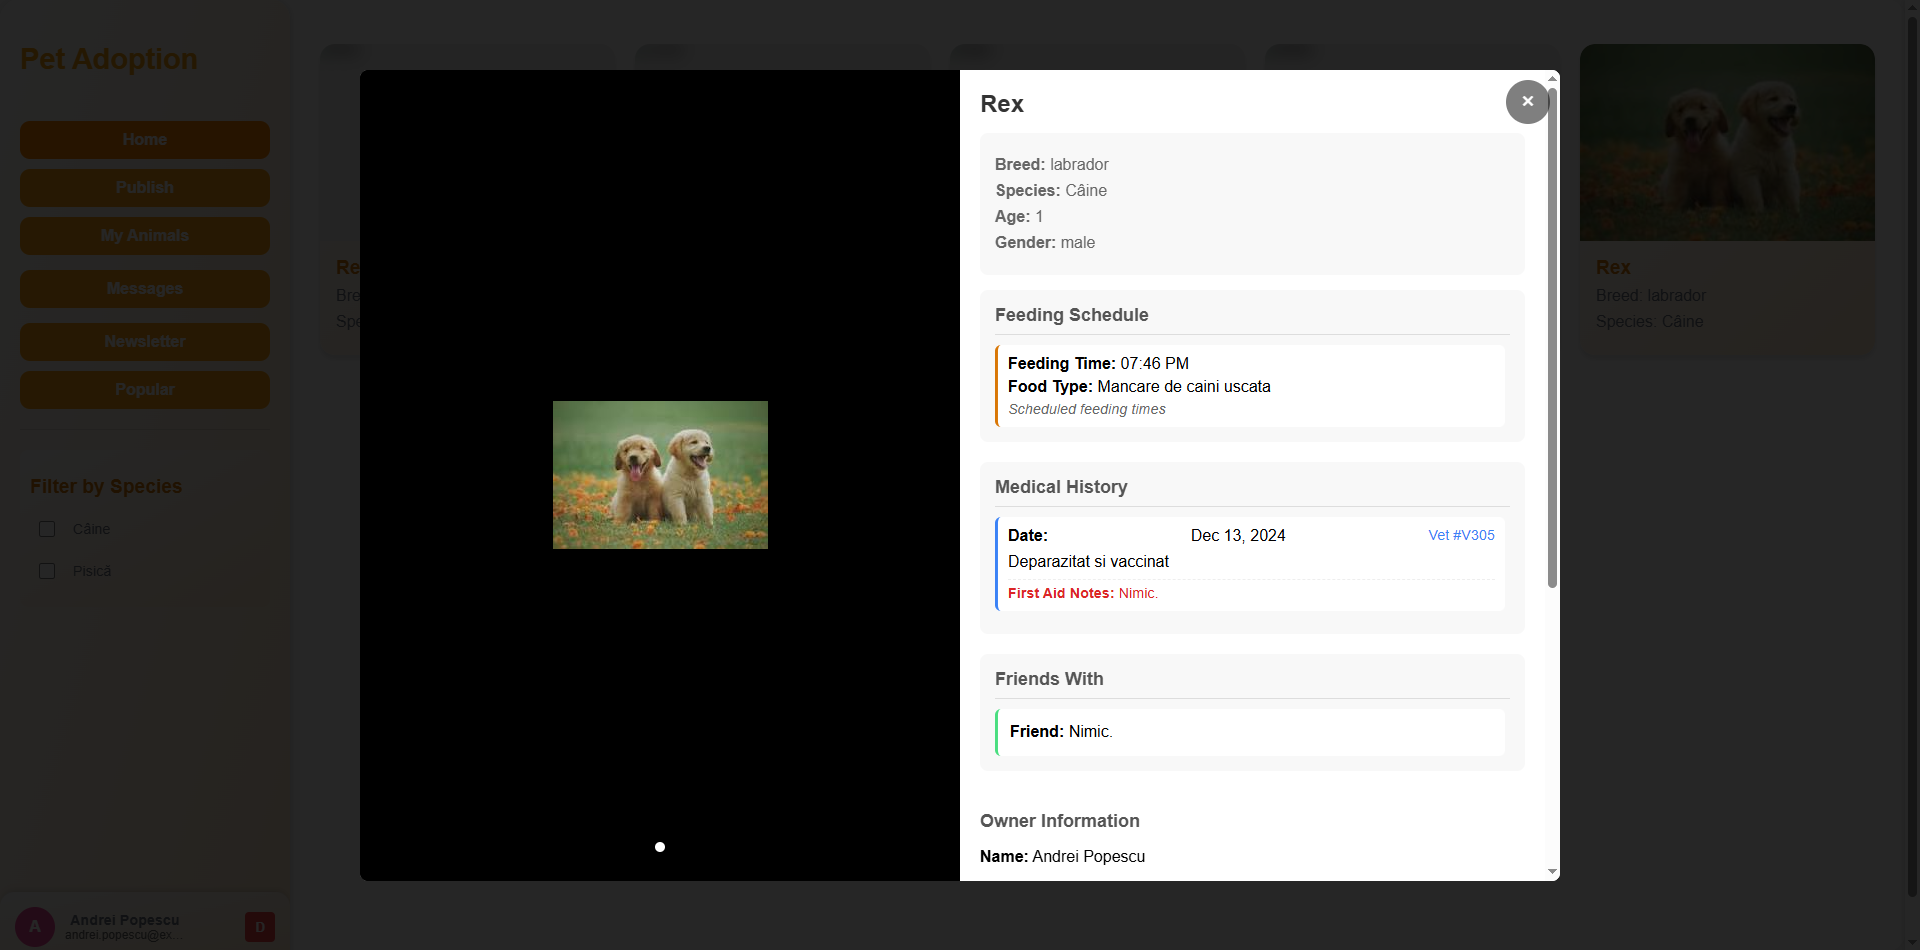 Pet Adoption
Home
Publish
My Animals
Messages
Newsletter
Popular
Filter by Species
Câine
Pisică
A
Andrei Popescu
andrei.popescu@ex...
D
Re
Bre
Spe
Rex
×
Breed: labrador
Species: Câine
Age: 1
Gender: male
Feeding Schedule
Feeding Time: 07:46 PM
Food Type: Mancare de caini uscata
Scheduled feeding times
Medical History
Date: Dec 13, 2024 Vet #V305
Deparazitat si vaccinat
First Aid Notes: Nimic.
Friends With
Friend: Nimic.
Owner Information
Name: Andrei Popescu
Rex
Breed: labrador
Species: Câine